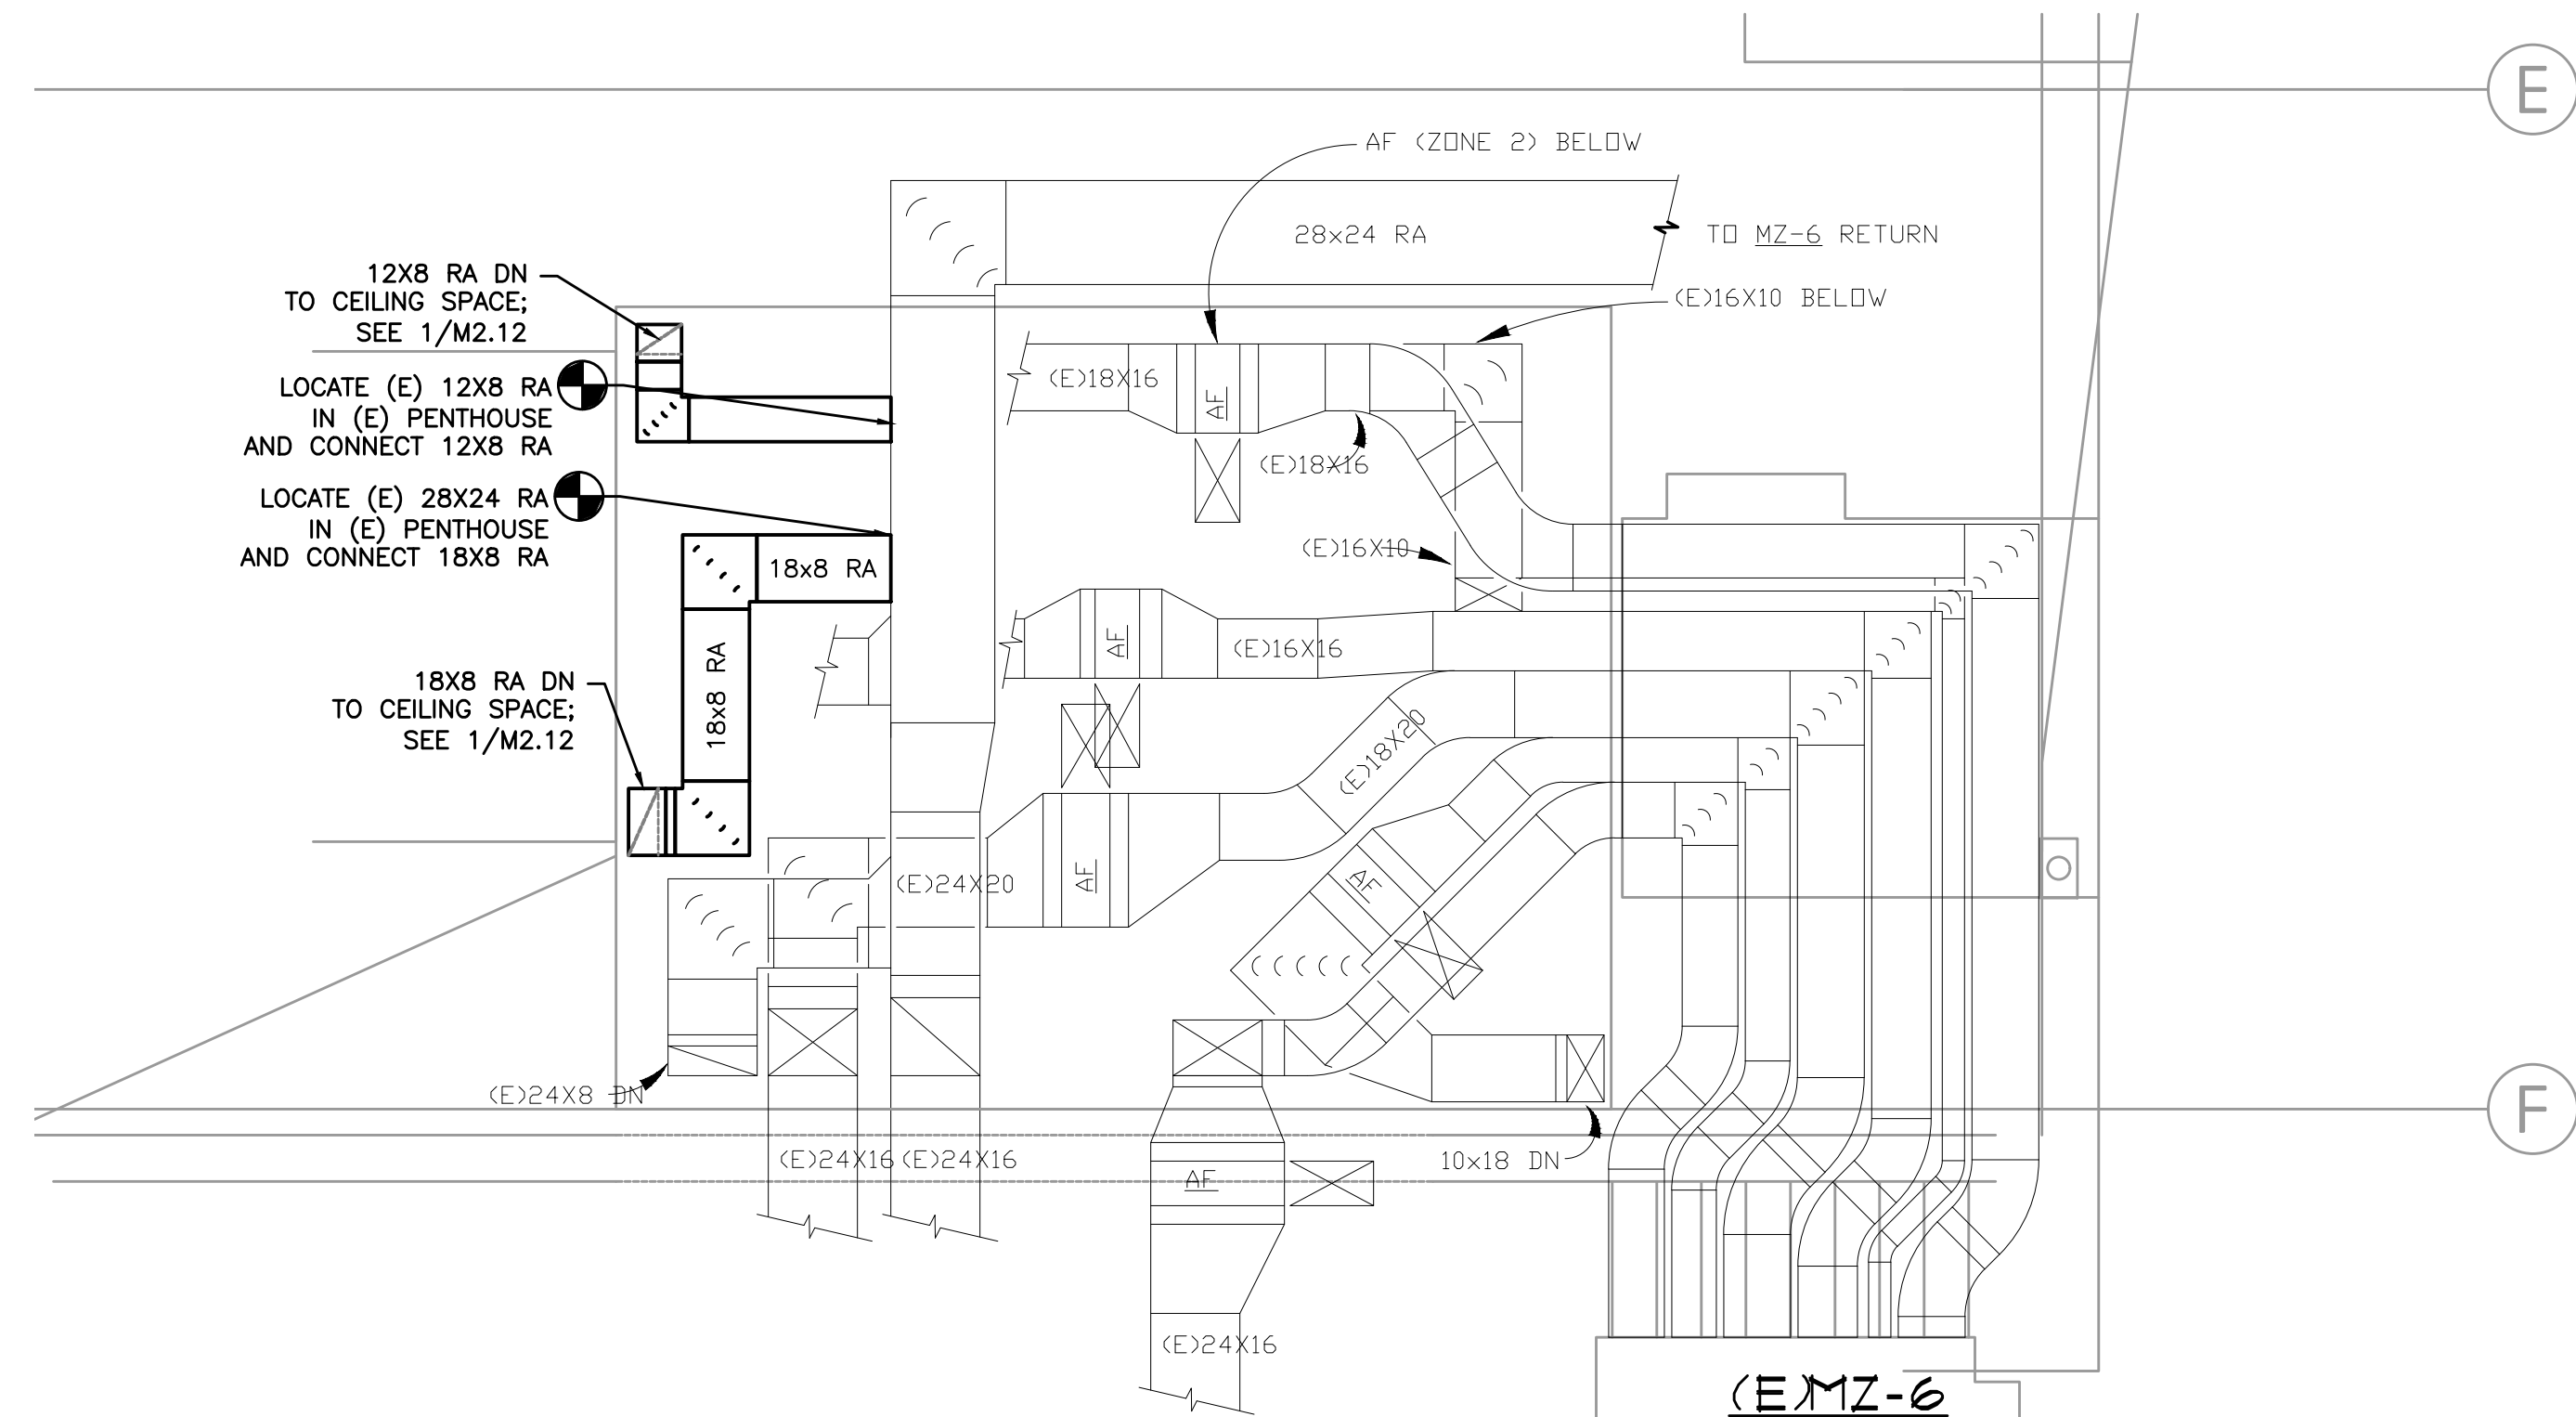 E
AF (ZONE 2) BELOW
28x24 RA
TO MZ-6 RETURN
12X8 RA DN
TO CEILING SPACE;
SEE 1/M2.12
(E)16X10 BELOW
LOCATE (E) 12X8 RA
IN (E) PENTHOUSE
AND CONNECT 12X8 RA
(E)18X16
AF
(E)18X16
LOCATE (E) 28X24 RA
IN (E) PENTHOUSE
AND CONNECT 18X8 RA
(E)16X10
18x8 RA
AF
(E)16X16
18x8 RA
18X8 RA DN
TO CEILING SPACE;
SEE 1/M2.12
(E)18X20
(E)24X20
AF
AF
(E)24X8 DN
F
(E)24X16
(E)24X16
10x18 DN
AF
(E)24X16
(E)MZ-6